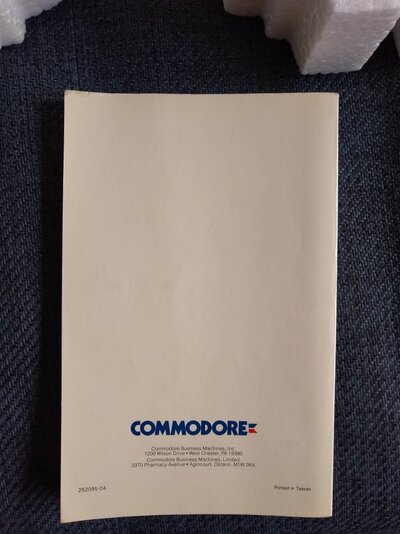 COMMODORE
Commodore Business Machines, Inc.
1200 Wilson Drive • West Chester, PA 19380
Commodore Business Machines, Limited
3370 Pharmacy Avenue • Agincourt, Ontario, M1W 2K4
252095-04 Printed in Taiwan